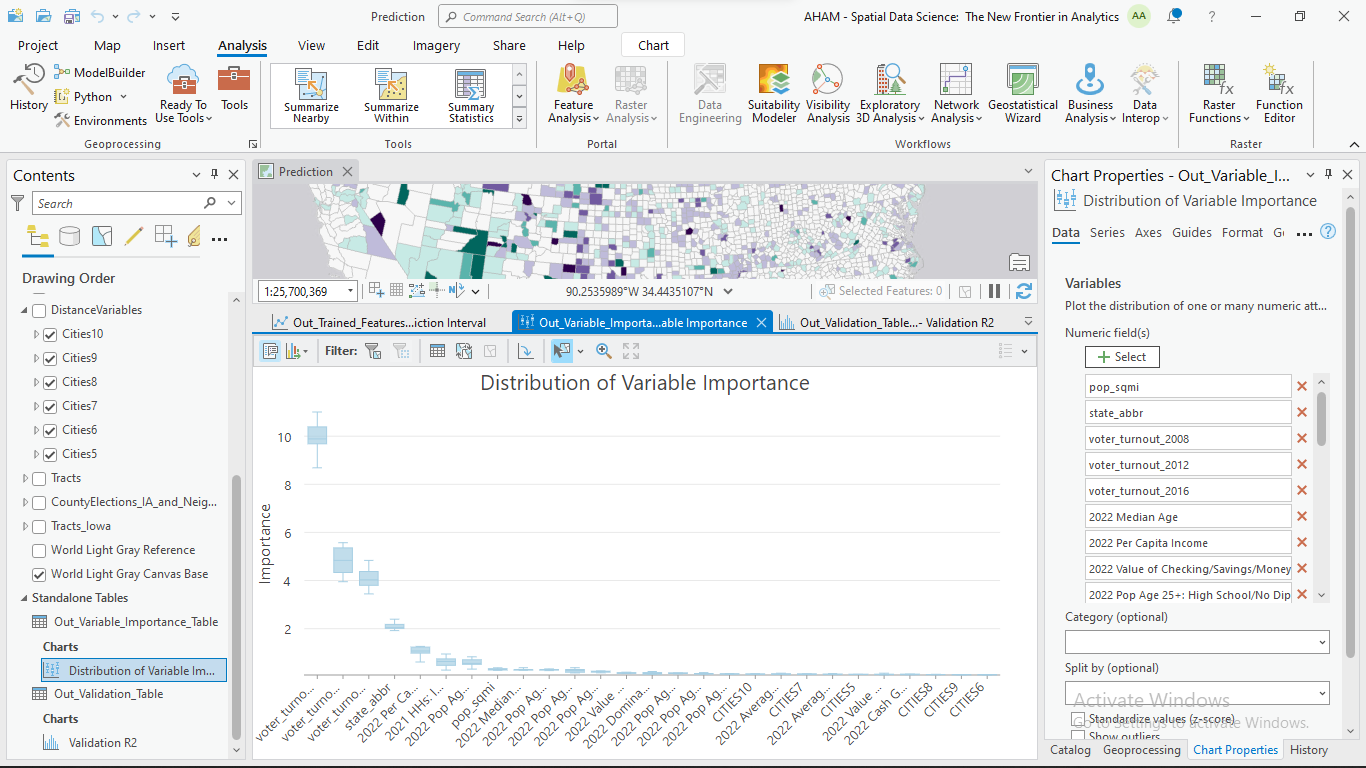 Prediction
Command Search (Alt+Q)
AHAM - Spatial Data Science: The New Frontier in Analytics
AA
?
Project
Map
Insert
Analysis
View
Edit
Imagery
Share
Help
Chart
History
ModelBuilder
Python
Environments
Ready To
Use Tools
Tools
Summarize
Nearby
Summarize
Within
Summary
Statistics
Feature
Analysis
Raster
Analysis
Data
Engineering
Suitability
Modeler
Visibility
Analysis
Exploratory
3D Analysis
Network
Analysis
Geostatistical
Wizard
Business
Analysis
Data
Interop
Raster
Functions
Function
Editor
Geoprocessing
Tools
Portal
Workflows
Raster
Contents
Search
Drawing Order
DistanceVariables
Cities10
Cities9
Cities8
Cities7
Cities6
Cities5
Tracts
CountyElections_IA_and_Neig...
Tracts_Iowa
World Light Gray Reference
World Light Gray Canvas Base
Standalone Tables
Out_Variable_Importance_Table
Charts
Distribution of Variable Im...
Out_Validation_Table
Charts
Validation R2
Prediction
1:25,700,369
90.2535989°W 34.4435107°N
Selected Features: 0
Out_Trained_Features...iction Interval
Out_Variable_Importa...able Importance
Out_Validation_Table...- Validation R2
Filter:
Distribution of Variable Importance
Importance
10
8
6
4
2
voter_turno...
voter_turno...
voter_turno...
state_abbr
2022 Per Ca...
2021 HHs: I...
2022 Pop Ag...
pop_sqmi
2022 Median...
2022 Pop Ag...
2022 Pop Ag...
2022 Pop Ag...
2022 Value ...
2022 Domina...
2022 Pop Ag...
2022 Pop Ag...
2022 Pop Ag...
CITIES10
2022 Averag...
CITIES7
2022 Averag...
CITIES5
2022 Value ...
2022 Cash G...
CITIES8
CITIES9
CITIES6
Chart Properties - Out_Variable_I...
Distribution of Variable Importance
Data
Series
Axes
Guides
Format
Ge
Variables
Plot the distribution of one or many numeric att...
Numeric field(s)
Select
pop_sqmi
state_abbr
voter_turnout_2008
voter_turnout_2012
voter_turnout_2016
2022 Median Age
2022 Per Capita Income
2022 Value of Checking/Savings/Money
2022 Pop Age 25+: High School/No Dip
Category (optional)
Split by (optional)
Activate Windows
Standardize values (z-score)
Go to Settings to activate Windows.
Show outliers
Catalog
Geoprocessing
Chart Properties
History